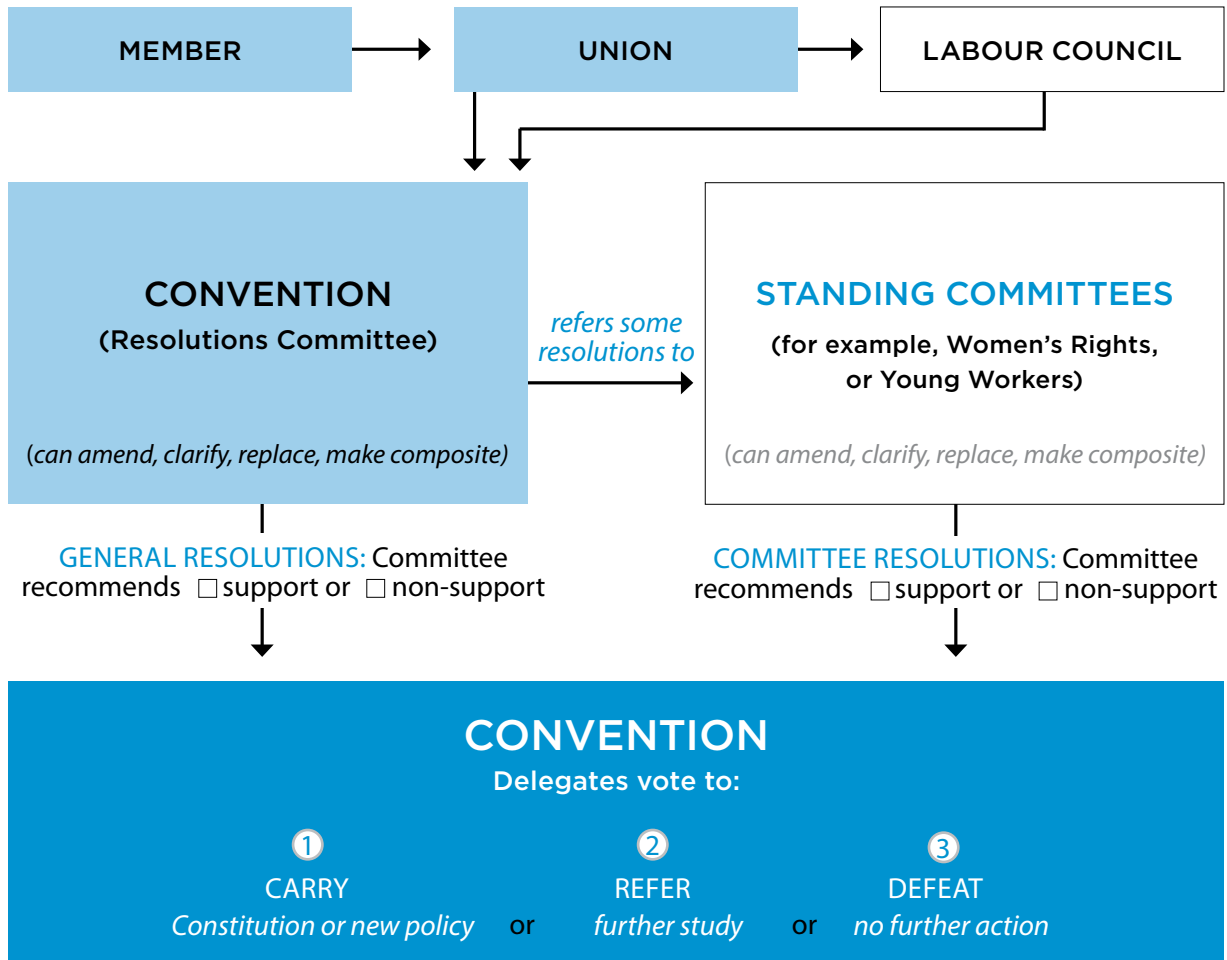 MEMBER
UNION
LABOUR COUNCIL
CONVENTION
(Resolutions Committee)
(can amend, clarify, replace, make composite)
refers some
resolutions to
STANDING COMMITTEES
(for example, Women’s Rights,
or Young Workers)
(can amend, clarify, replace, make composite)
GENERAL RESOLUTIONS: Committee
recommends □ support or □ non-support
COMMITTEE RESOLUTIONS: Committee
recommends □ support or □ non-support
CONVENTION
Delegates vote to:
1 2 3
CARRY REFER DEFEAT
Constitution or new policy or further study or no further action